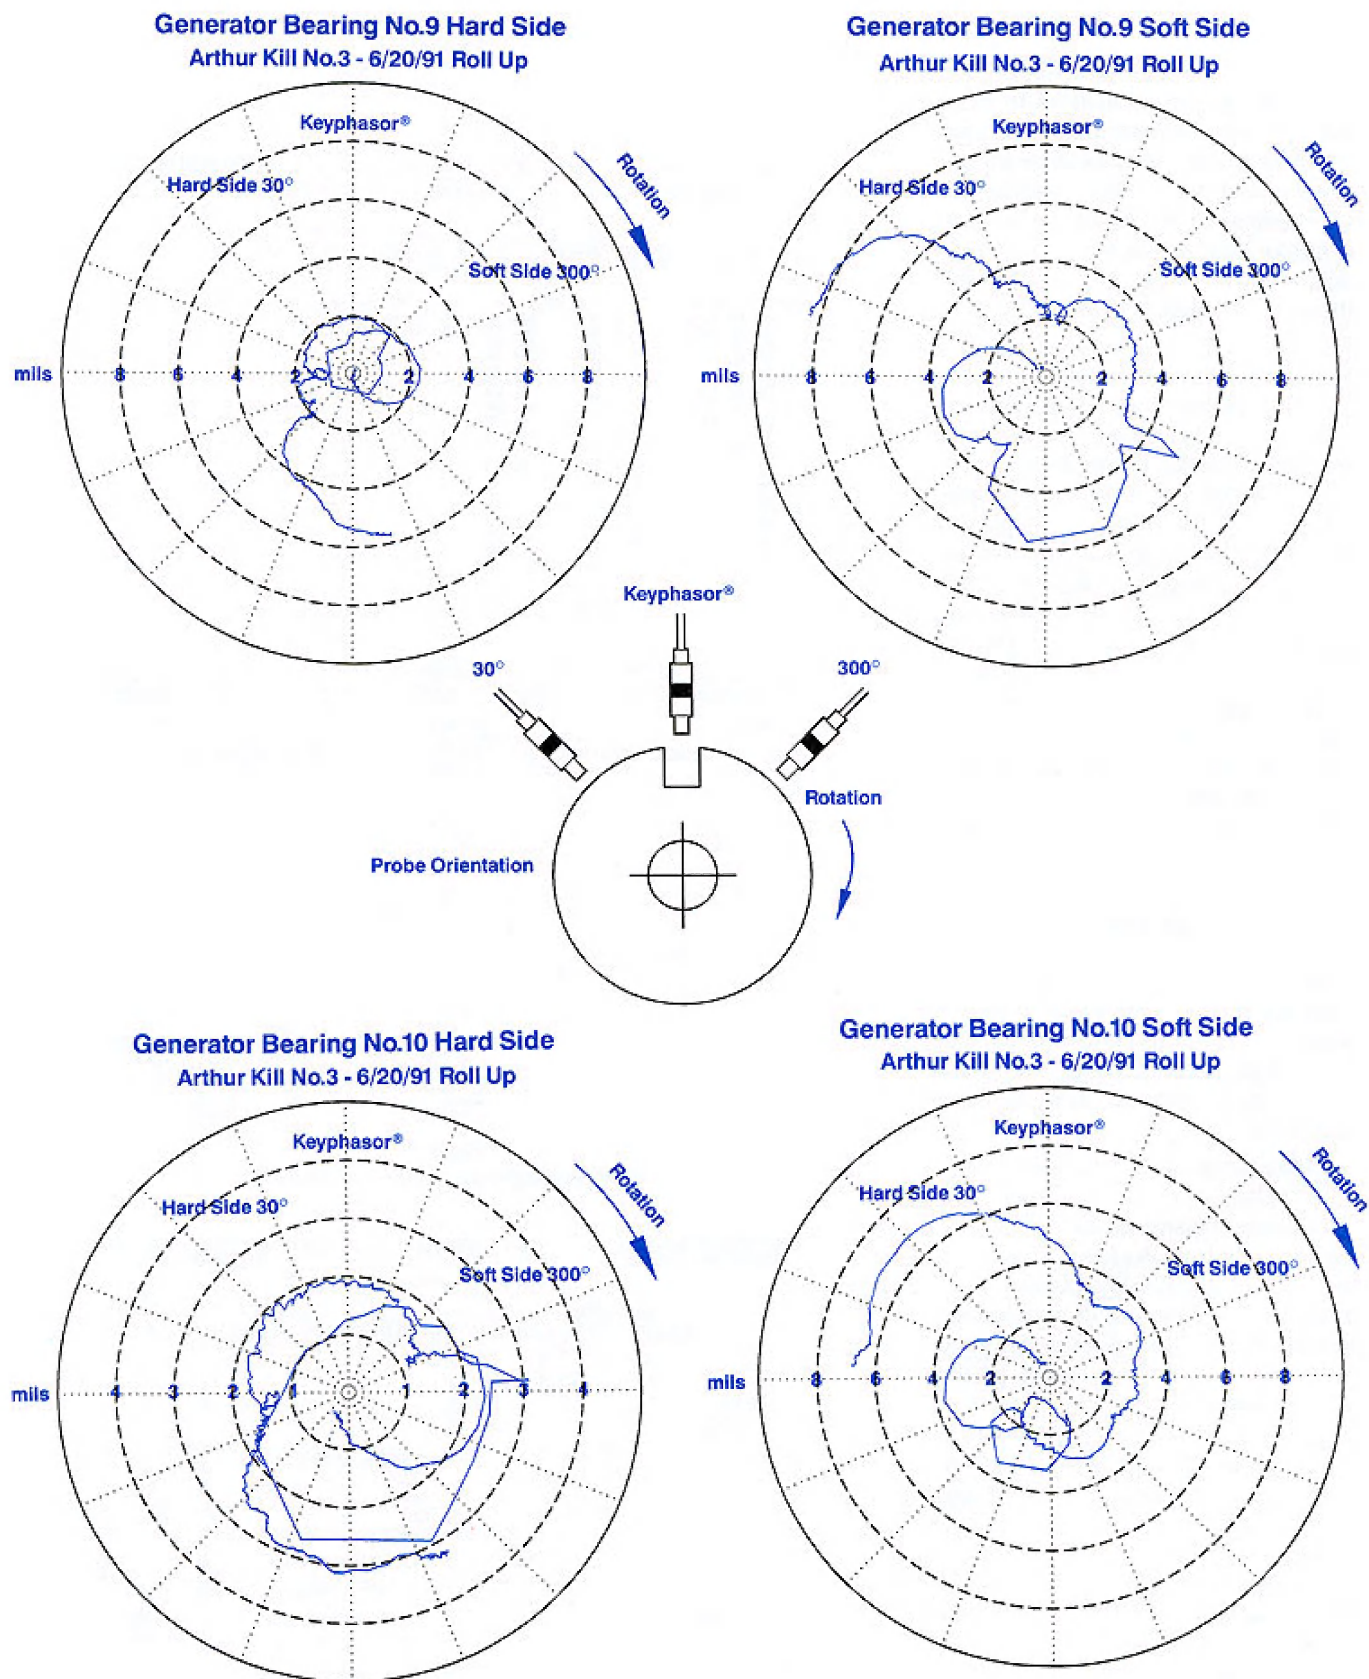 Generator Bearing No.9 Hard Side
Arthur Kill No.3 - 6/20/91 Roll Up
Keyphasor®
Rotation
Hard Side 30°
Soft Side 300°
mils 8 6 4 2 2 4 6 8
Generator Bearing No.9 Soft Side
Arthur Kill No.3 - 6/20/91 Roll Up
Keyphasor®
Rotation
Hard Side 30°
Soft Side 300°
mils 8 6 4 2 2 4 6 8
Keyphasor®
30°
300°
Rotation
Probe Orientation
Generator Bearing No.10 Hard Side
Arthur Kill No.3 - 6/20/91 Roll Up
Keyphasor®
Rotation
Hard Side 30°
Soft Side 300°
mils 4 3 2 1 1 2 3 4
Generator Bearing No.10 Soft Side
Arthur Kill No.3 - 6/20/91 Roll Up
Keyphasor®
Rotation
Hard Side 30°
Soft Side 300°
mils 8 6 4 2 2 4 6 8